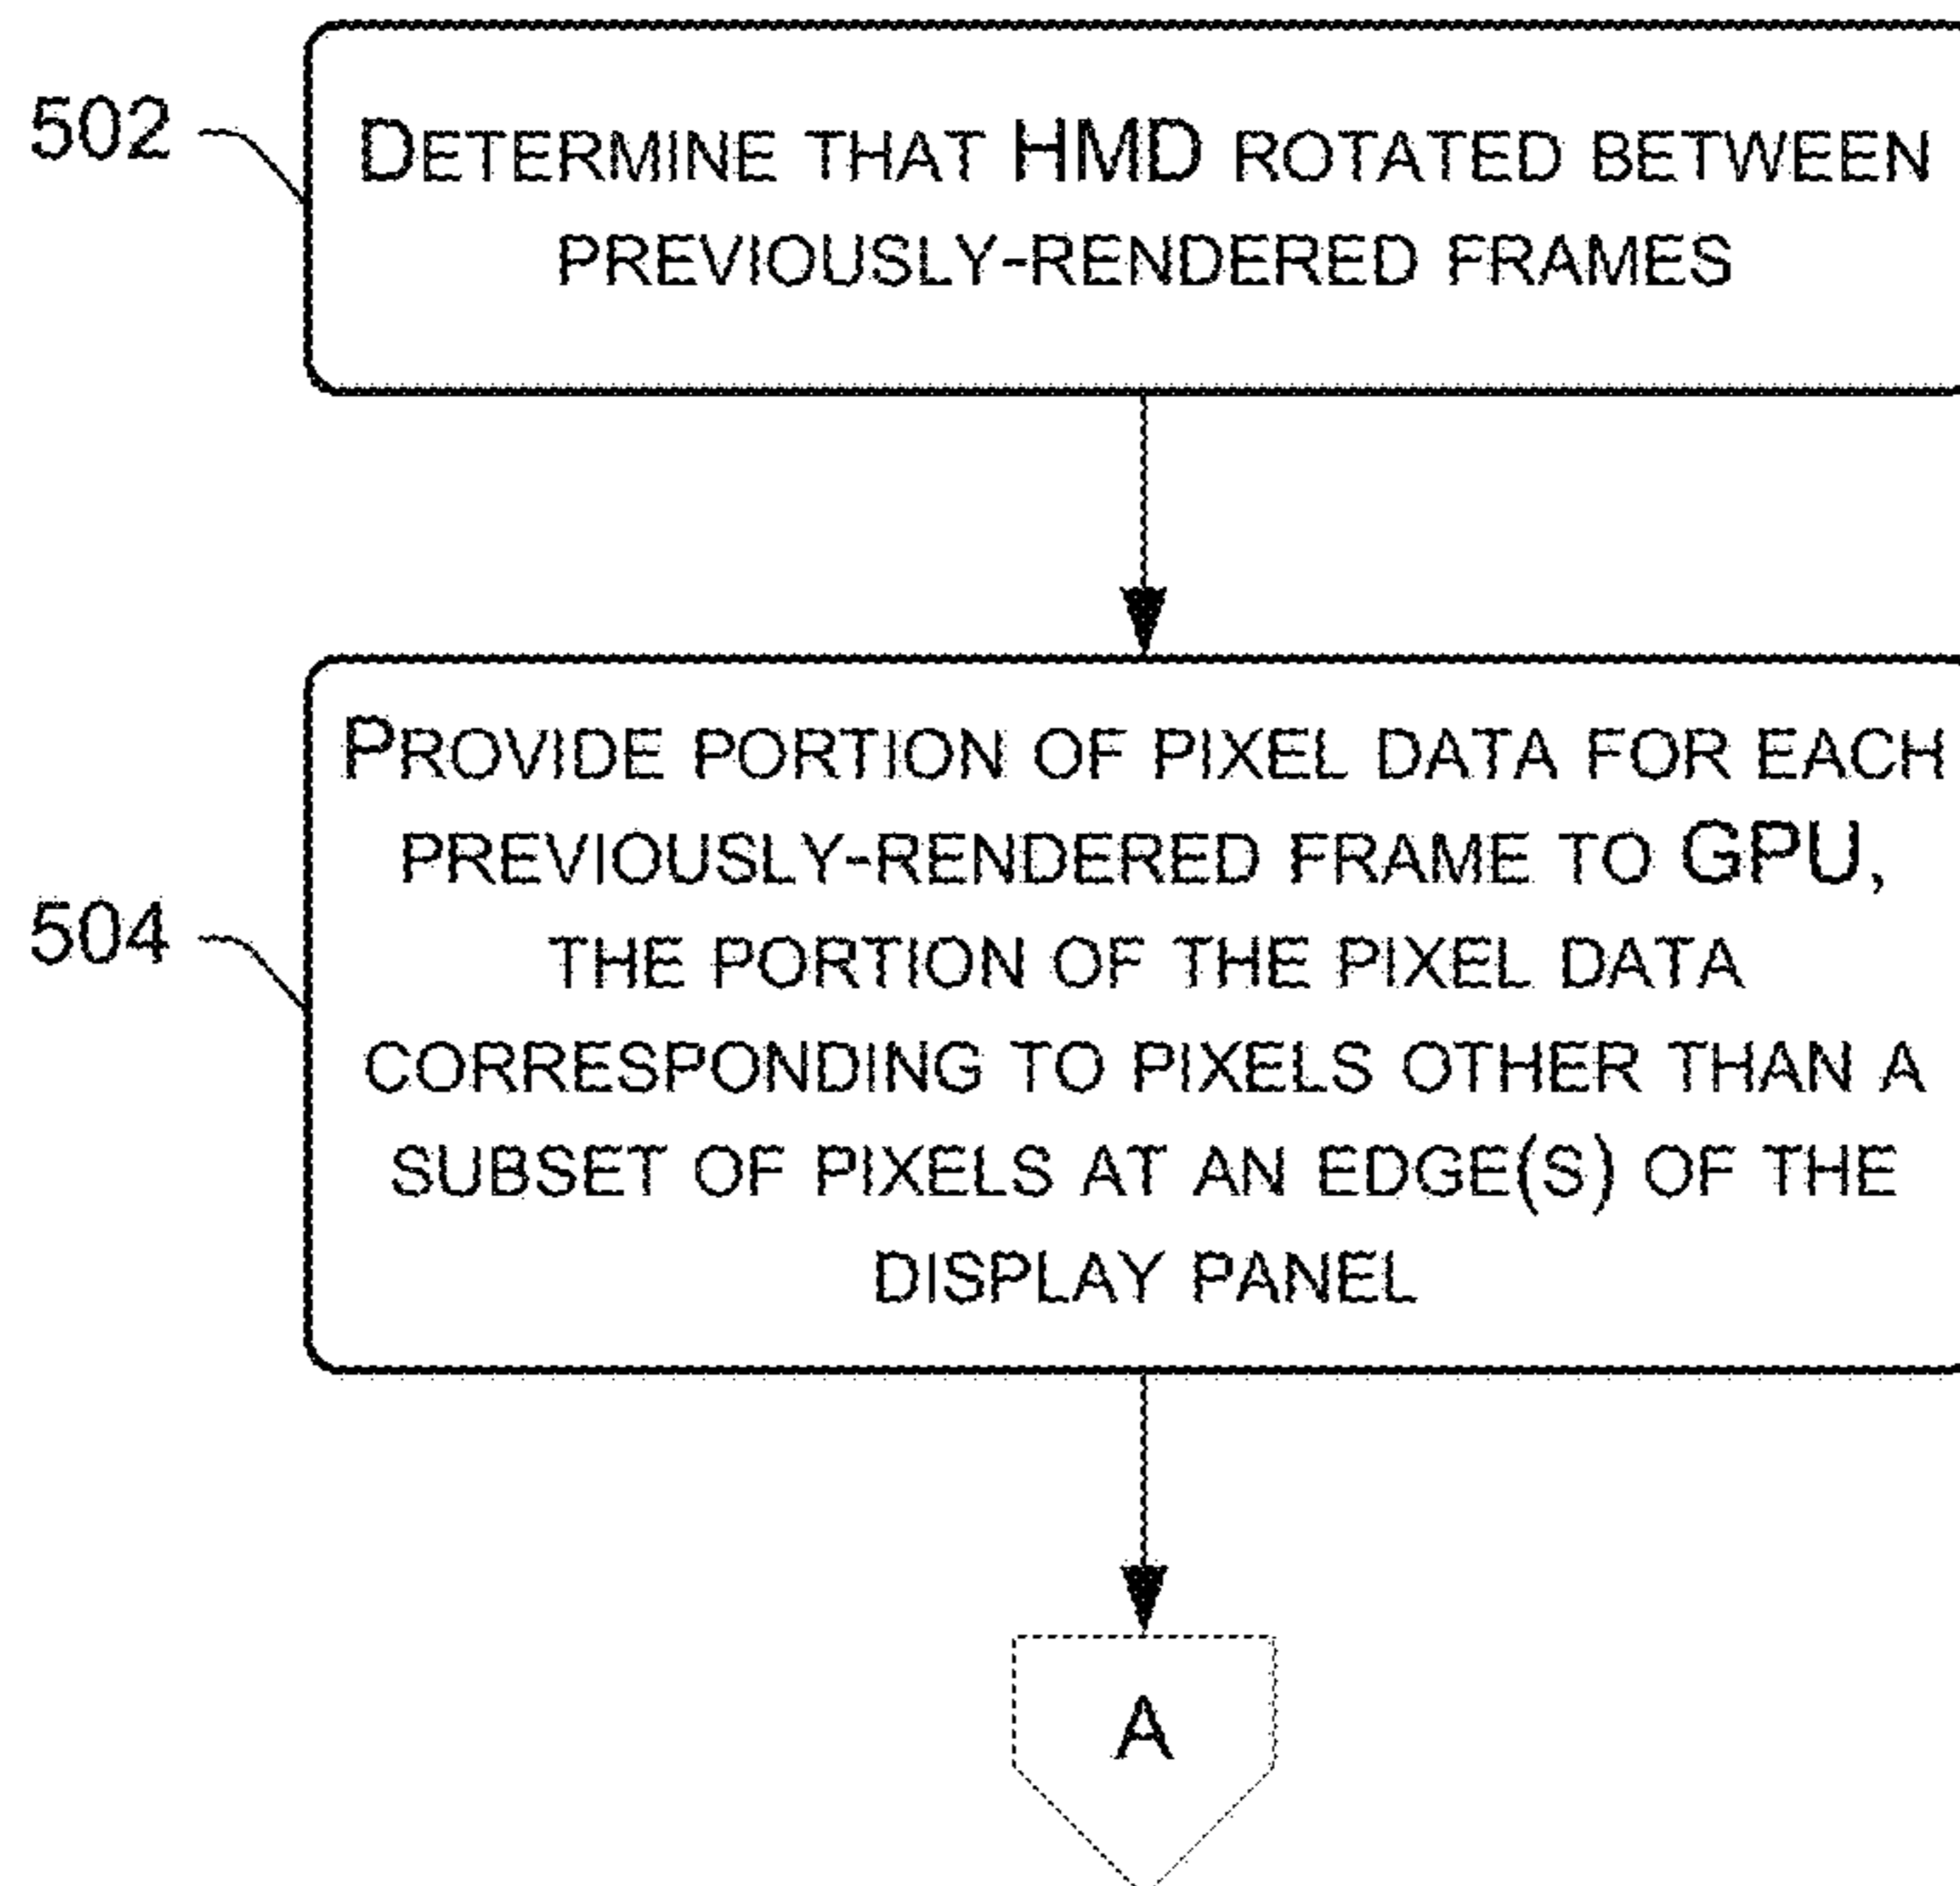 502
DETERMINE THAT HMD ROTATED BETWEEN
PREVIOUSLY-RENDERED FRAMES
504
PROVIDE PORTION OF PIXEL DATA FOR EACH
PREVIOUSLY-RENDERED FRAME TO GPU,
THE PORTION OF THE PIXEL DATA
CORRESPONDING TO PIXELS OTHER THAN A
SUBSET OF PIXELS AT AN EDGE(S) OF THE
DISPLAY PANEL
A